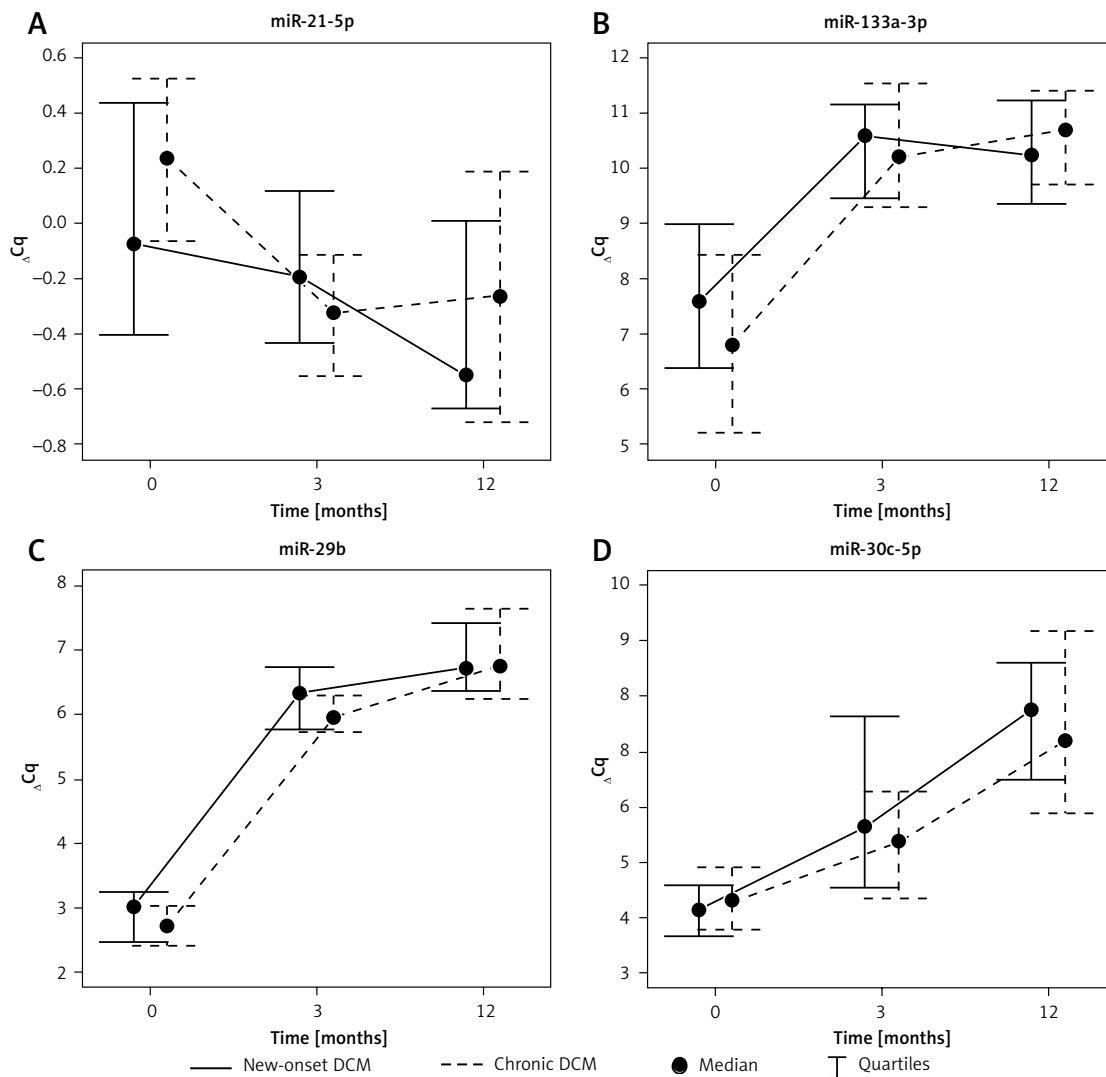 A
miR-21-5p
0.6
0.4
0.2
0.0
–0.2
–0.4
–0.6
–0.8
ΔCq
0 3 12
Time [months]
B
miR-133a-3p
12
11
10
9
8
7
6
5
ΔCq
0 3 12
Time [months]
C
miR-29b
8
7
6
5
4
3
2
ΔCq
0 3 12
Time [months]
D
miR-30c-5p
10
9
8
8
6
5
4
3
ΔCq
0 3 12
Time [months]
New-onset DCM Chronic DCM Median Quartiles